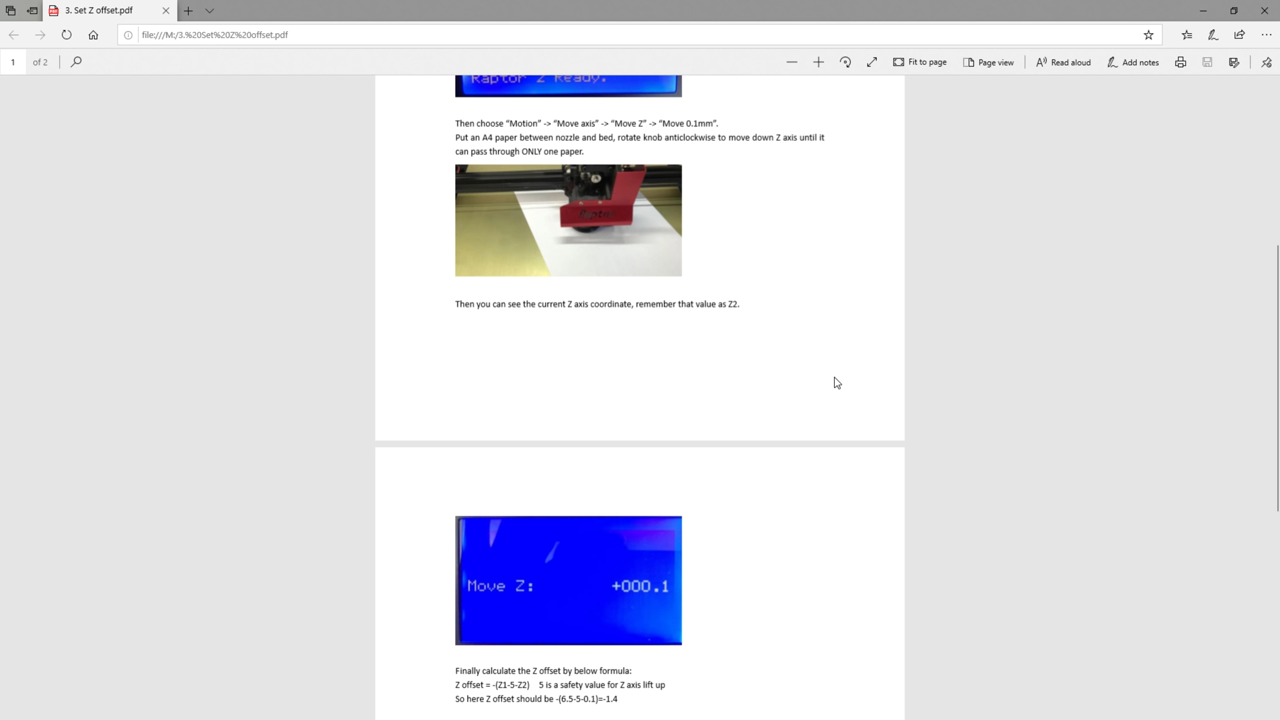 3. Set Z offset.pdf
file:///M:/3.%20Set%20Z%20offset.pdf
1 of 2
Fit to page
Page view
Read aloud
Add notes
Raptor 2 Ready.
Then choose “Motion” -> “Move axis” -> “Move Z” -> “Move 0.1mm”.
Put an A4 paper between nozzle and bed, rotate knob anticlockwise to move down Z axis until it
can pass through ONLY one paper.
Raptor
Then you can see the current Z axis coordinate, remember that value as Z2.
Move Z: +000.1
Finally calculate the Z offset by below formula:
Z offset = -(Z1-5-Z2) 5 is a safety value for Z axis lift up
So here Z offset should be -(6.5-5-0.1)=-1.4